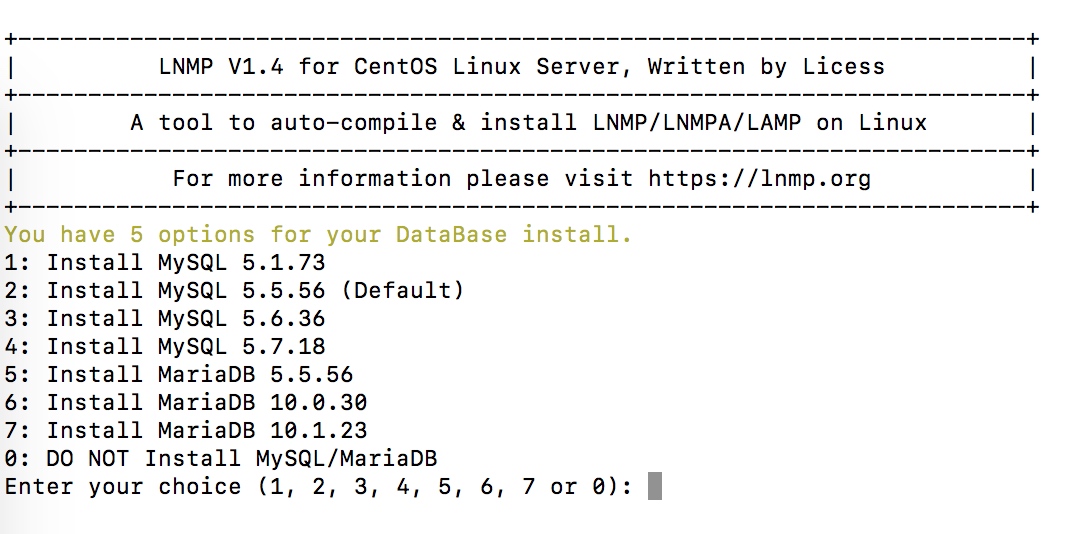 +------------------------------------------------------------------------+
|          LNMP V1.4 for CentOS Linux Server, Written by Licess          |
+------------------------------------------------------------------------+
|        A tool to auto-compile & install LNMP/LNMPA/LAMP on Linux       |
+------------------------------------------------------------------------+
|           For more information please visit https://lnmp.org           |
+------------------------------------------------------------------------+
You have 5 options for your DataBase install.
1: Install MySQL 5.1.73
2: Install MySQL 5.5.56 (Default)
3: Install MySQL 5.6.36
4: Install MySQL 5.7.18
5: Install MariaDB 5.5.56
6: Install MariaDB 10.0.30
7: Install MariaDB 10.1.23
0: DO NOT Install MySQL/MariaDB
Enter your choice (1, 2, 3, 4, 5, 6, 7 or 0):